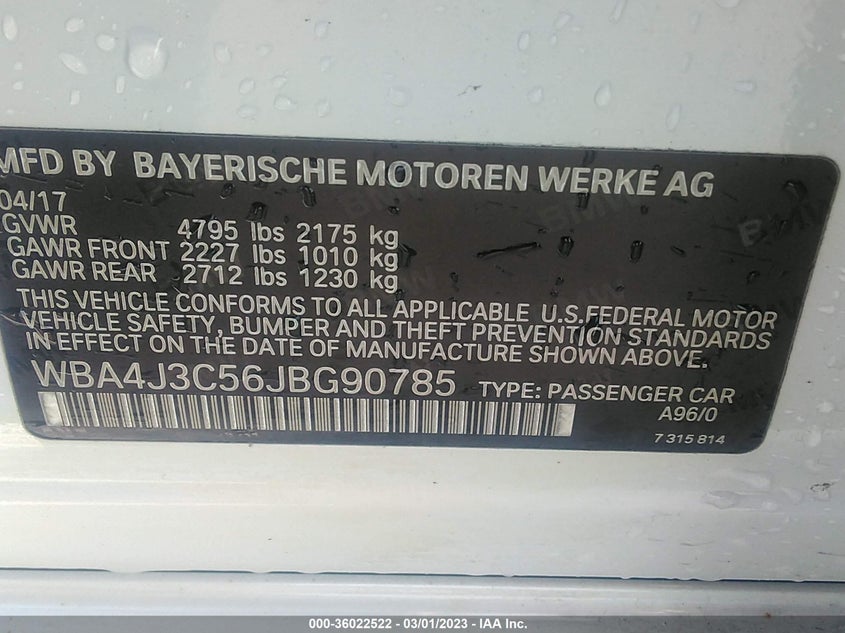 MFD BY BAYERISCHE MOTOREN WERKE AG
04/17
GVWR 4795 lbs 2175 kg
GAWR FRONT 2227 lbs 1010 kg
GAWR REAR 2712 lbs 1230 kg
THIS VEHICLE CONFORMS TO ALL APPLICABLE U.S.FEDERAL MOTOR
VEHICLE SAFETY, BUMPER AND THEFT PREVENTION STANDARDS
IN EFFECT ON THE DATE OF MANUFACTURE SHOWN ABOVE.
WBA4J3C56JBG90785 TYPE: PASSENGER CAR
A96/0
7 315 814
000-36022522 - 03/01/2023 - IAA Inc.